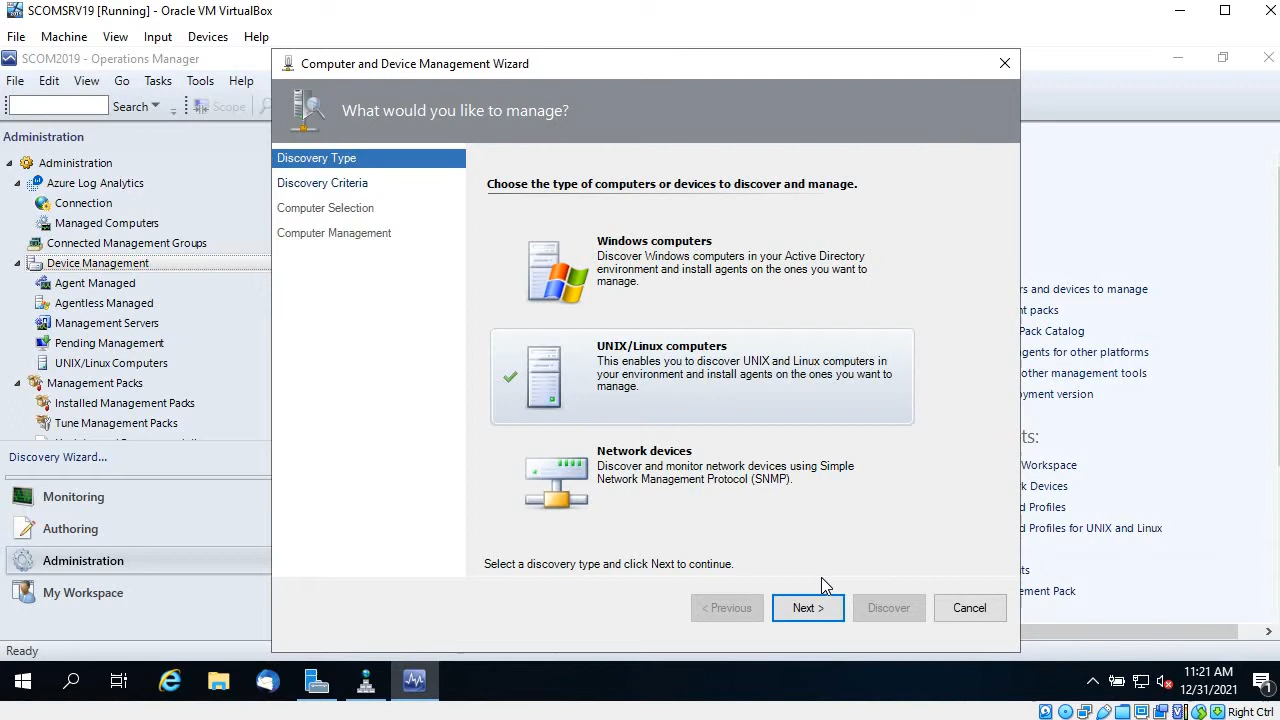 SCOMSRV19 [Running] - Oracle VM VirtualBox
File Machine View Input Devices Help
SCOM2019 - Operations Manager
File Edit View Go Tasks Tools Help
Search
Scope
Administration
Administration
Azure Log Analytics
Connection
Managed Computers
Connected Management Groups
Device Management
Agent Managed
Agentless Managed
Management Servers
Pending Management
UNIX/Linux Computers
Management Packs
Installed Management Packs
Tune Management Packs
Discovery Wizard...
Monitoring
Authoring
Administration
My Workspace
Ready
Computer and Device Management Wizard
What would you like to manage?
Discovery Type
Discovery Criteria
Computer Selection
Computer Management
Choose the type of computers or devices to discover and manage.
Windows computers
Discover Windows computers in your Active Directory
environment and install agents on the ones you want to
manage.
UNIX/Linux computers
This enables you to discover UNIX and Linux computers in
your environment and install agents on the ones you want to
manage.
Network devices
Discover and monitor network devices using Simple
Network Management Protocol (SNMP).
Select a discovery type and click Next to continue.
< Previous Next > Discover Cancel
rs and devices to manage
nt packs
Pack Catalog
agents for other platforms
other management tools
yment version
ts:
Workspace
k Devices
d Profiles
d Profiles for UNIX and Linux
ts
ement Pack
11:21 AM
12/31/2021
1
Right Ctrl